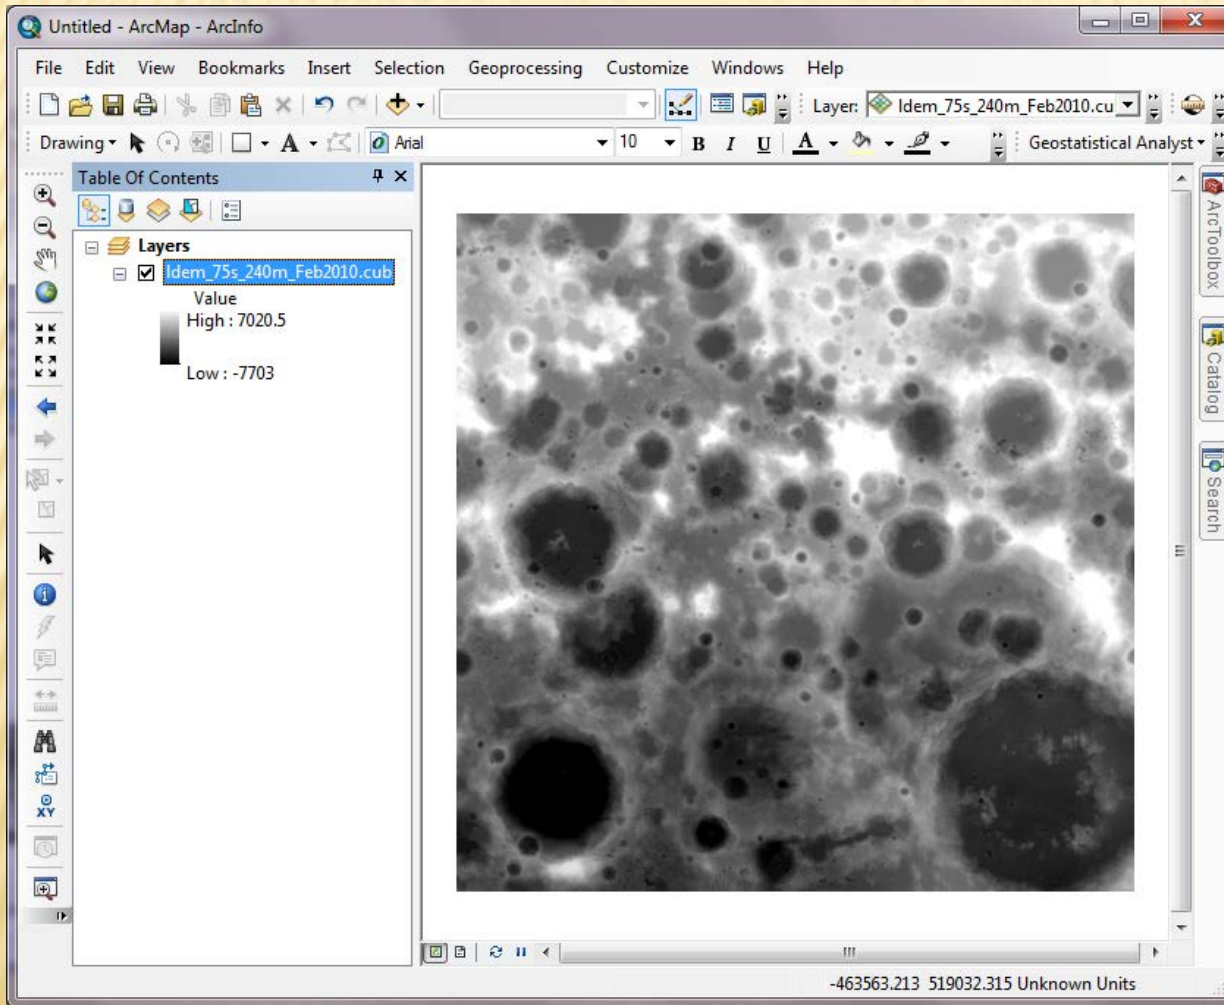 Untitled - ArcMap - ArcInfo
File Edit View Bookmarks Insert Selection Geoprocessing Customize Windows Help
Layer: ldem_75s_240m_Feb2010.cu
Drawing A Arial 10 B I U A Geostatistical Analyst
Table Of Contents
Layers
ldem_75s_240m_Feb2010.cub
Value
High : 7020.5
Low : -7703
ArcToolbox
Catalog
Search
XY
-463563.213 519032.315 Unknown Units